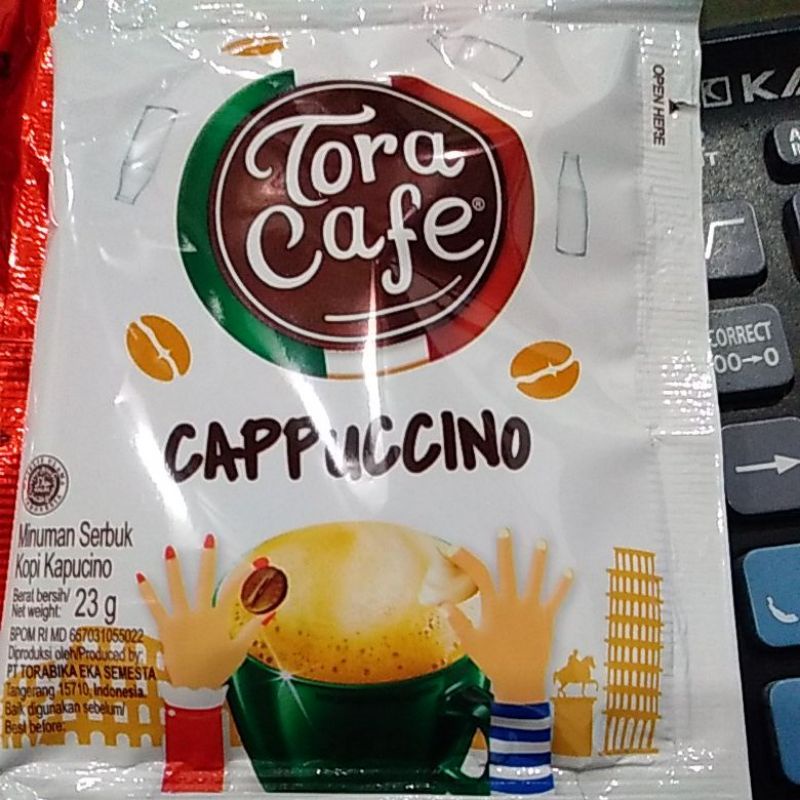 Tora
Cafe®
OPEN HERE
CAPPUCCINO
Minuman Serbuk
Kopi Kapucino
Berat bersih/
Net weight: 23 g
BPOM RI MD 667031055022
Diproduksi oleh/Produced by:
PT TORABIKA EKA SEMESTA
Tangerang 15710, Indonesia.
Baik digunakan sebelum/
Best before:
KA
CORRECT
00→0